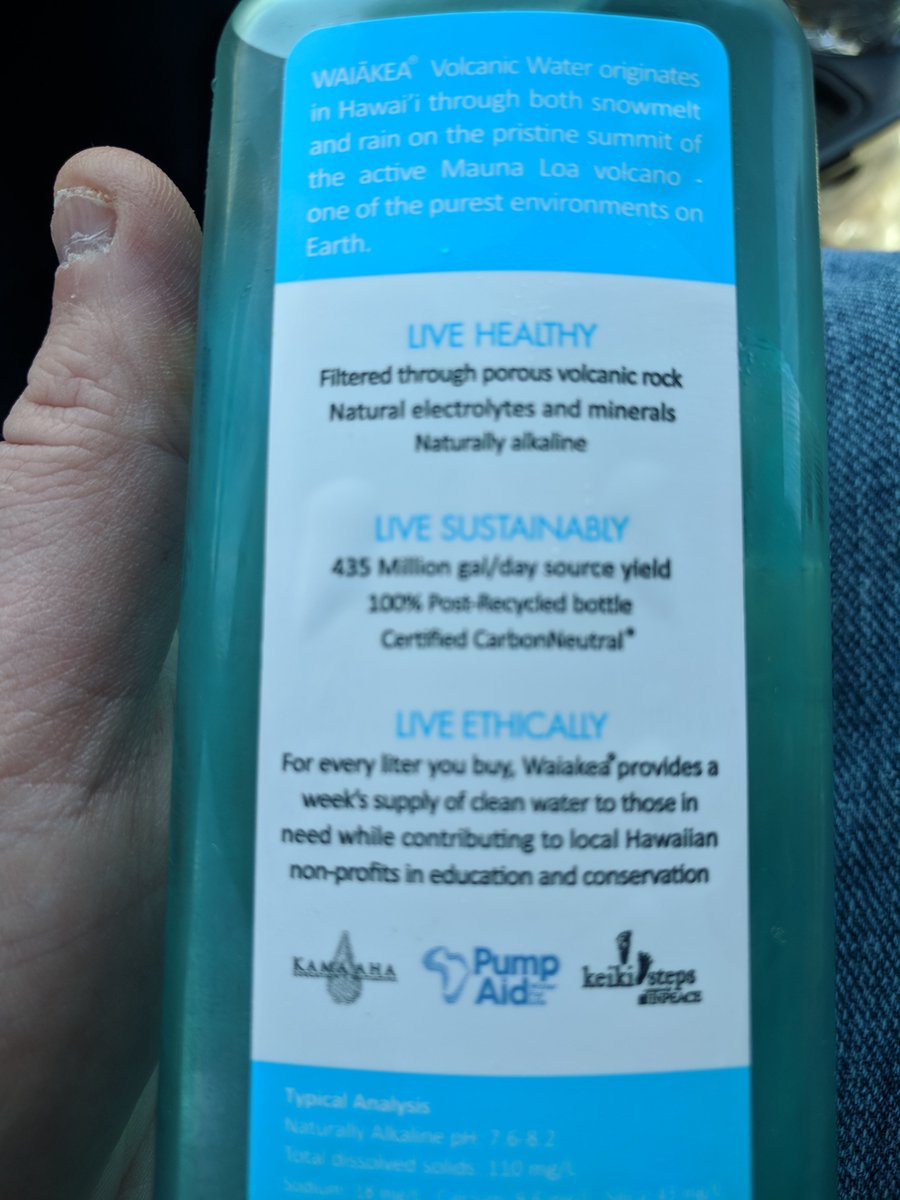 WAIĀKEA® Volcanic Water originates
in Hawai'i through both snowmelt
and rain on the pristine summit of
the active Mauna Loa volcano -
one of the purest environments on
Earth.
LIVE HEALTHY
Filtered through porous volcanic rock
Natural electrolytes and minerals
Naturally alkaline
LIVE SUSTAINABLY
435 Million gal/day source yield
100% Post-Recycled bottle
Certified CarbonNeutral®
LIVE ETHICALLY
For every liter you buy, Waiakea® provides a
week's supply of clean water to those in
need while contributing to local Hawaiian
non-profits in education and conservation
Pump
Aid
keiki steps
INPEACE
Typical Analysis
Naturally Alkaline pH: 7.6-8.2
Total dissolved solids: 110 mg/L